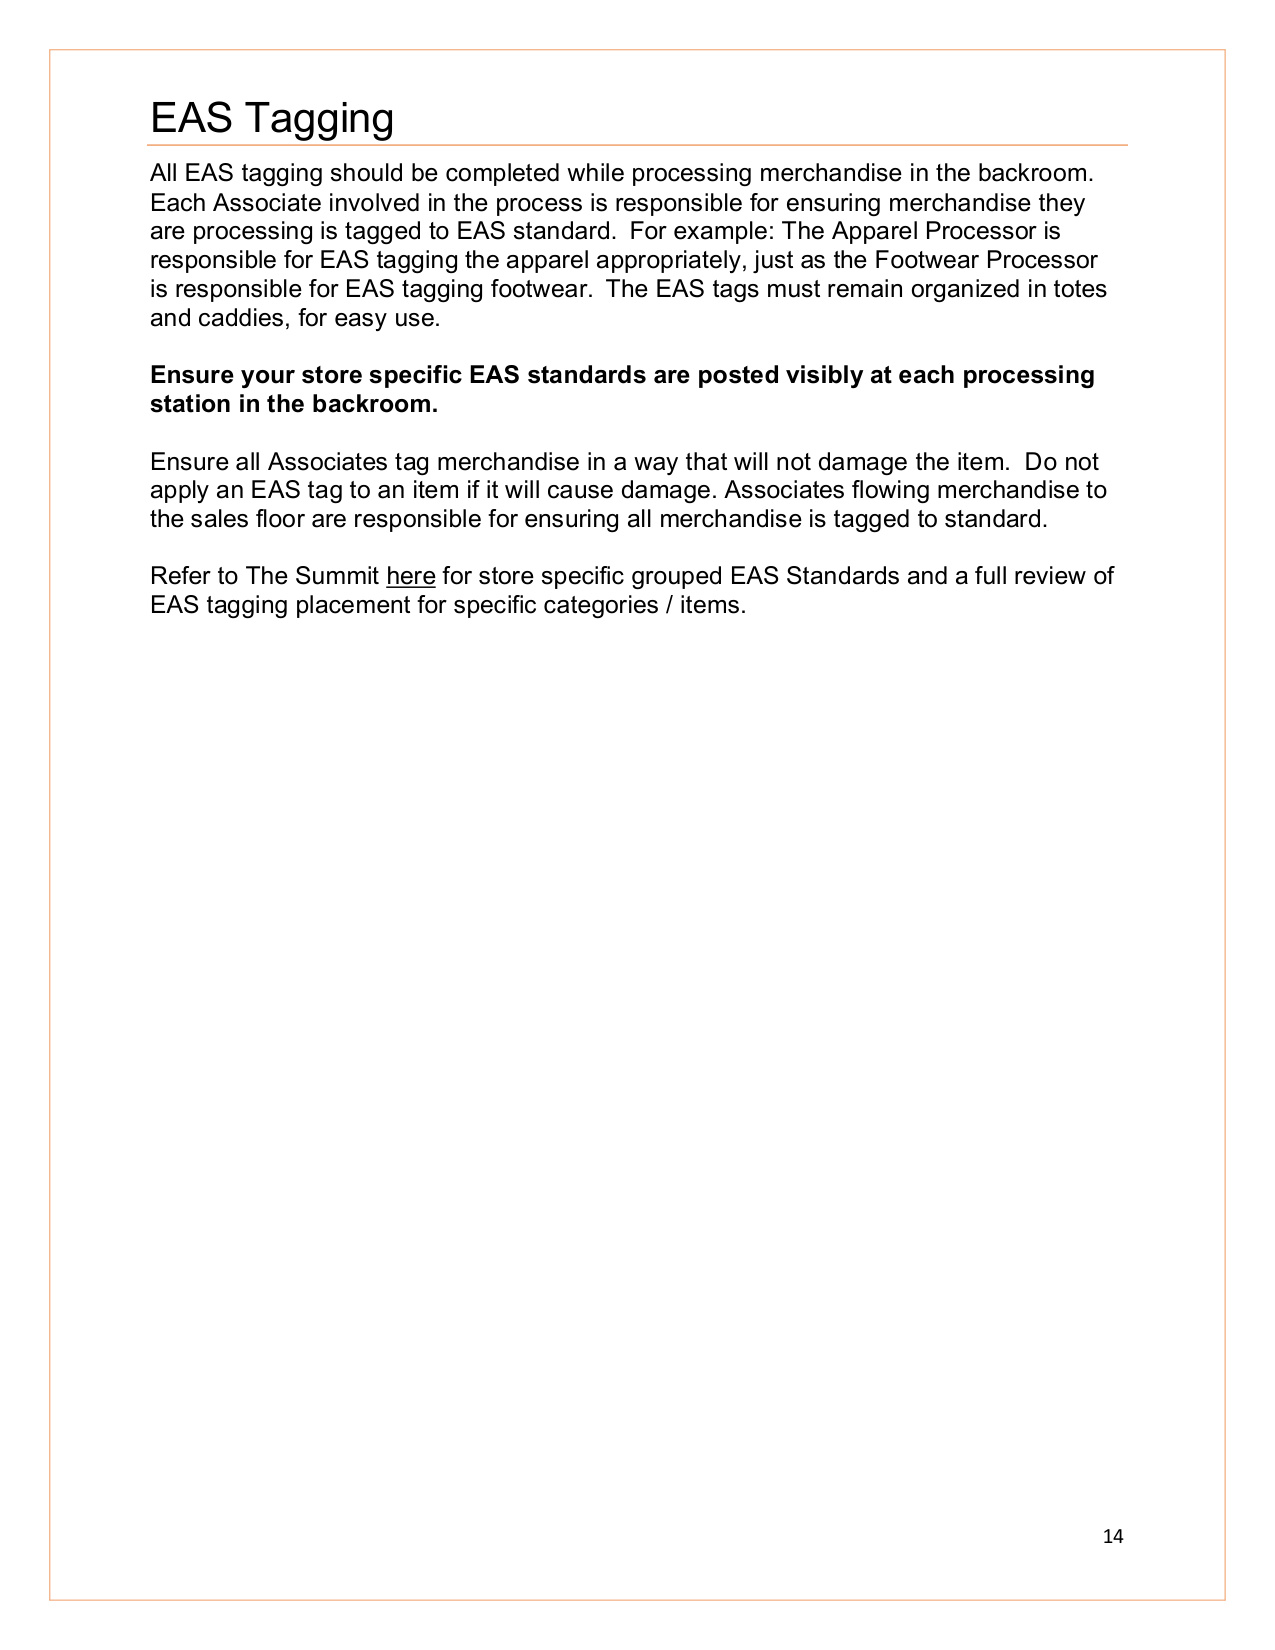 EAS Tagging
All EAS tagging should be completed while processing merchandise in the backroom.
Each Associate involved in the process is responsible for ensuring merchandise they
are processing is tagged to EAS standard.  For example: The Apparel Processor is
responsible for EAS tagging the apparel appropriately, just as the Footwear Processor
is responsible for EAS tagging footwear.  The EAS tags must remain organized in totes
and caddies, for easy use.
Ensure your store specific EAS standards are posted visibly at each processing
station in the backroom.
Ensure all Associates tag merchandise in a way that will not damage the item.  Do not
apply an EAS tag to an item if it will cause damage. Associates flowing merchandise to
the sales floor are responsible for ensuring all merchandise is tagged to standard.
Refer to The Summit here for store specific grouped EAS Standards and a full review of
EAS tagging placement for specific categories / items.
14